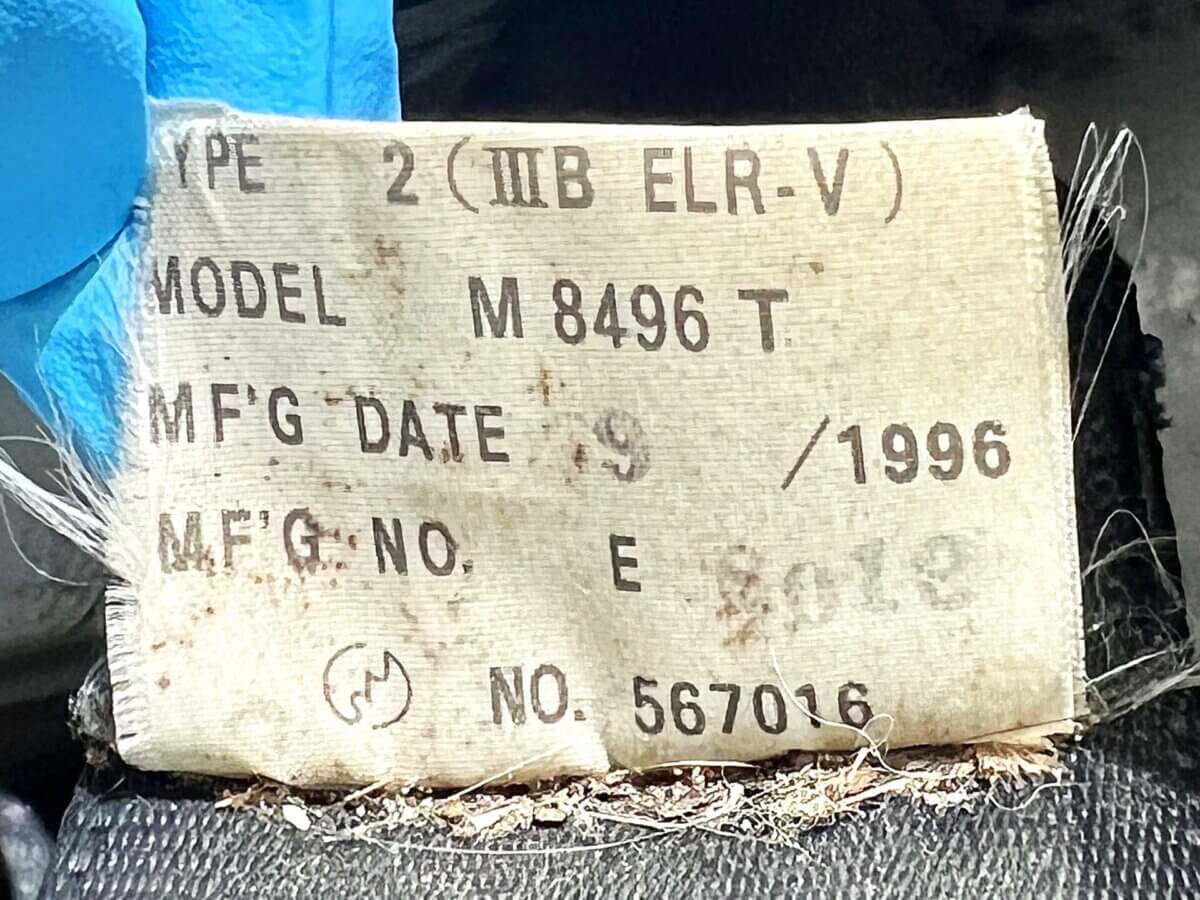 YPE 2 (IIIB ELR-V)
MODEL M 8496 T
MF'G DATE 9 /1996
MF'G NO. E
NO. 567016